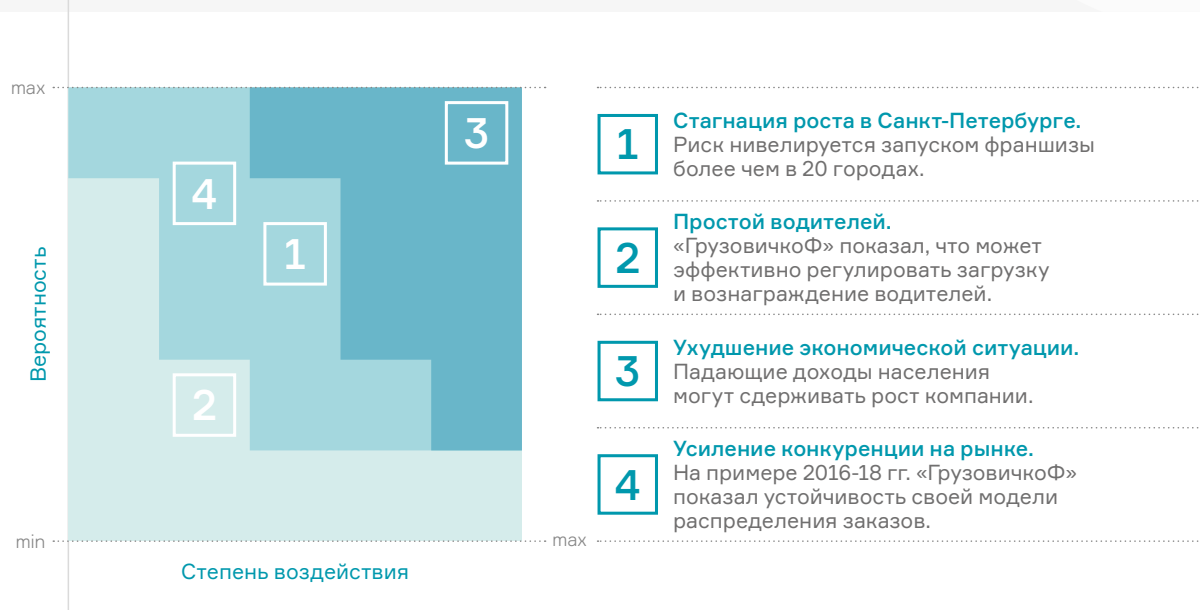 max
3
4
1
Вероятность
2
min
max
Степень воздействия
1
Стагнация роста в Санкт-Петербурге.
Риск нивелируется запуском франшизы
более чем в 20 городах.
2
Простой водителей.
«ГрузовичкоФ» показал, что может
эффективно регулировать загрузку
и вознаграждение водителей.
3
Ухудшение экономической ситуации.
Падающие доходы населения
могут сдерживать рост компании.
4
Усиление конкуренции на рынке.
На примере 2016-18 гг. «ГрузовичкоФ»
показал устойчивость своей модели
распределения заказов.